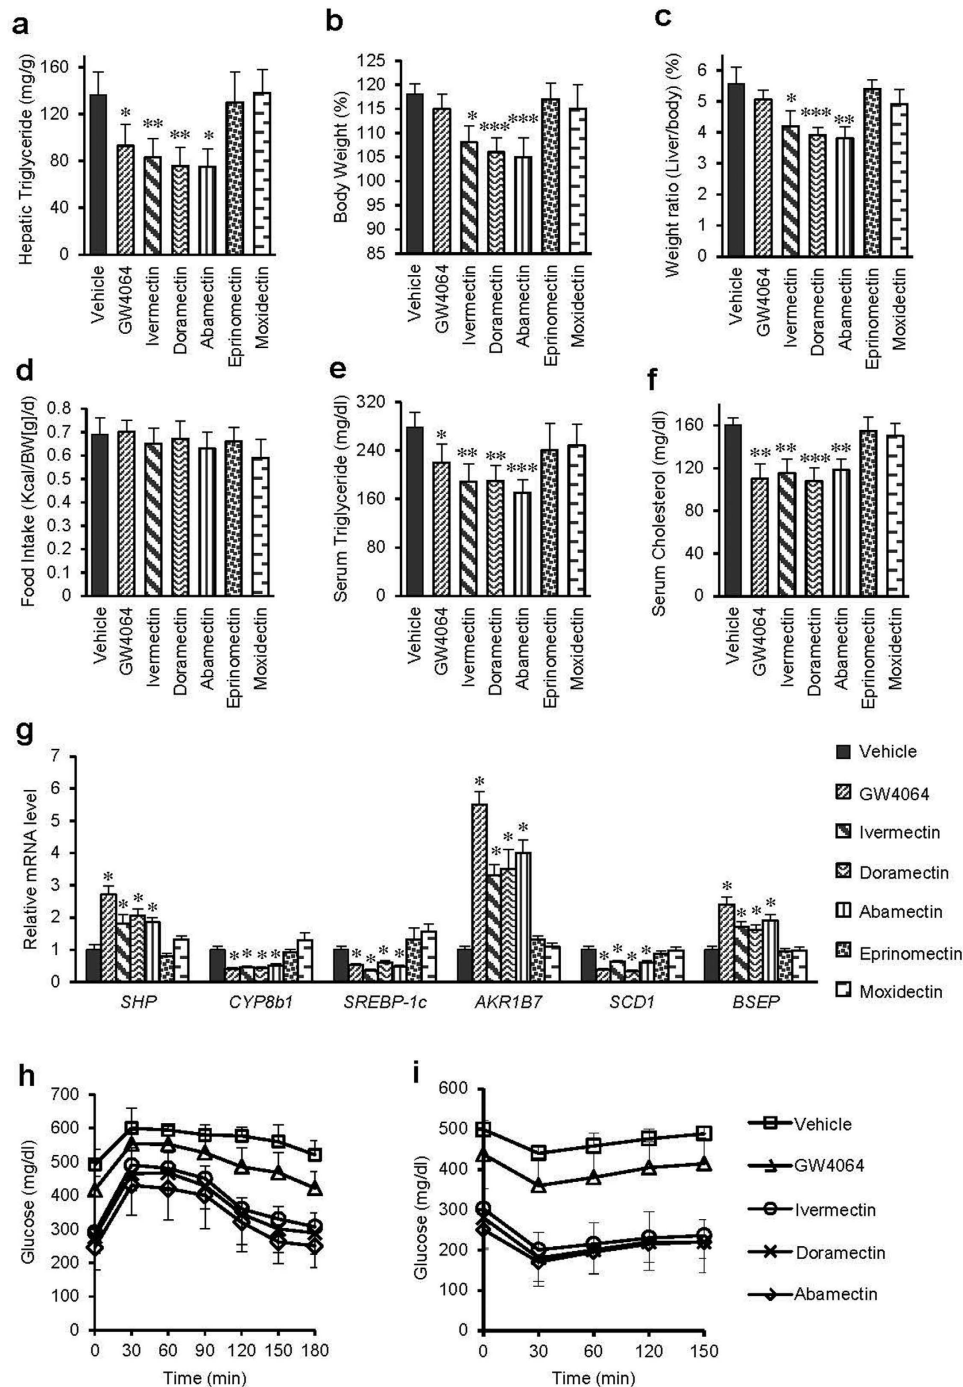 a
Hepatic Triglyceride (mg/g)
160
120
80
40
0
*
**
**
*
Vehicle
GW4064
Ivermectin
Doramectin
Abamectin
Eprinomectin
Moxidectin
b
Body Weight (%)
125
120
115
110
105
100
95
90
85
*
***
***
Vehicle
GW4064
Ivermectin
Doramectin
Abamectin
Eprinomectin
Moxidectin
c
Weight ratio (Liver/body) (%)
6
5
4
3
2
1
0
*
***
**
Vehicle
GW4064
Ivermectin
Doramectin
Abamectin
Eprinomectin
Moxidectin
d
Food Intake (Kcal/BW[g]/d)
0.8
0.7
0.6
0.5
0.4
0.3
0.2
0.1
0
Vehicle
GW4064
Ivermectin
Doramectin
Abamectin
Eprinomectin
Moxidectin
e
Serum Triglyceride (mg/dl)
320
240
160
80
0
*
**
**
***
Vehicle
GW4064
Ivermectin
Doramectin
Abamectin
Eprinomectin
Moxidectin
f
Serum Cholesterol (mg/dl)
160
120
80
40
0
**
**
***
**
Vehicle
GW4064
Ivermectin
Doramectin
Abamectin
Eprinomectin
Moxidectin
g
Relative mRNA level
7
6
5
4
3
2
1
0
* * * *
* * * *
* * * *
* * * *
* * * *
* * * *
SHP CYP8b1 SREBP-1c AKR1B7 SCD1 BSEP
Vehicle
GW4064
Ivermectin
Doramectin
Abamectin
Eprinomectin
Moxidectin
h
Glucose (mg/dl)
700
600
500
400
300
200
100
0
0 30 60 90 120 150 180
Time (min)
i
Glucose (mg/dl)
600
500
400
300
200
100
0
0 30 60 120 150
Time (min)
Vehicle
GW4064
Ivermectin
Doramectin
Abamectin